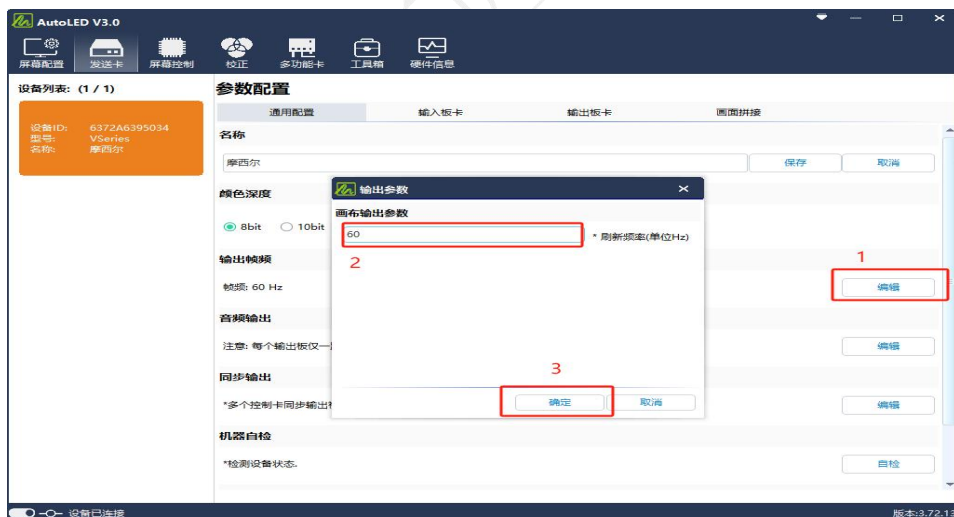 AutoLED V3.0
屏幕配置 发送卡 屏幕控制 校正 多功能卡 工具箱 硬件信息
设备列表: (1 / 1)
参数配置
通用配置 输入板卡 输出板卡 画面拼接
设备ID: 6372A6395034
型号: VSeries
名称: 摩西尔
名称
摩西尔 保存 取消
颜色深度
8bit 10bit
输出参数
画布输出参数
60 * 刷新频率(单位Hz)
2
输出帧频
1
帧频: 60 Hz 编辑
音频输出
注意: 每个输出板仅一 编辑
同步输出
3
确定 取消
*多个控制卡同步输出 编辑
机器自检
*检测设备状态. 自检
设备已连接 版本:3.72.13